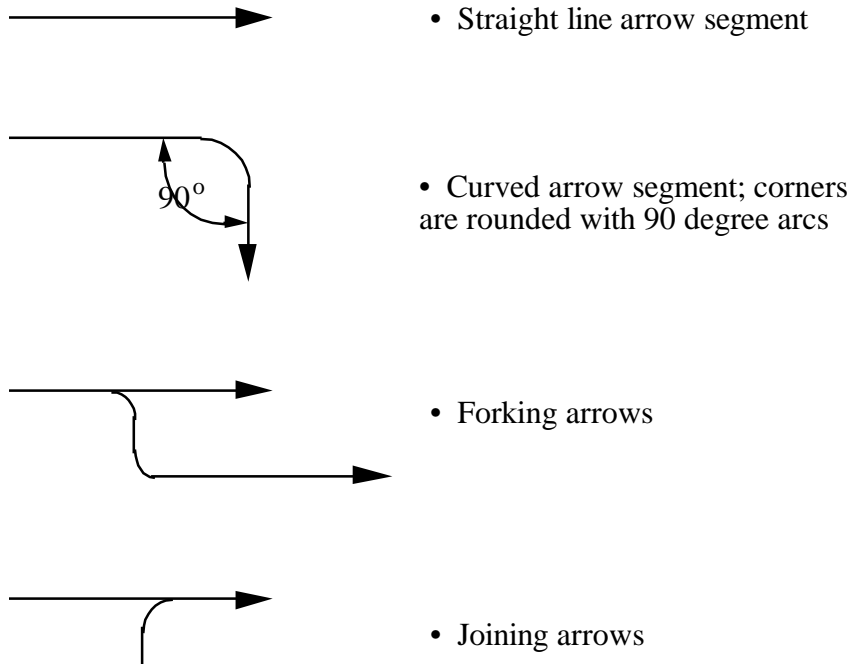 • Straight line arrow segment
90°
• Curved arrow segment; corners
are rounded with 90 degree arcs
• Forking arrows
• Joining arrows